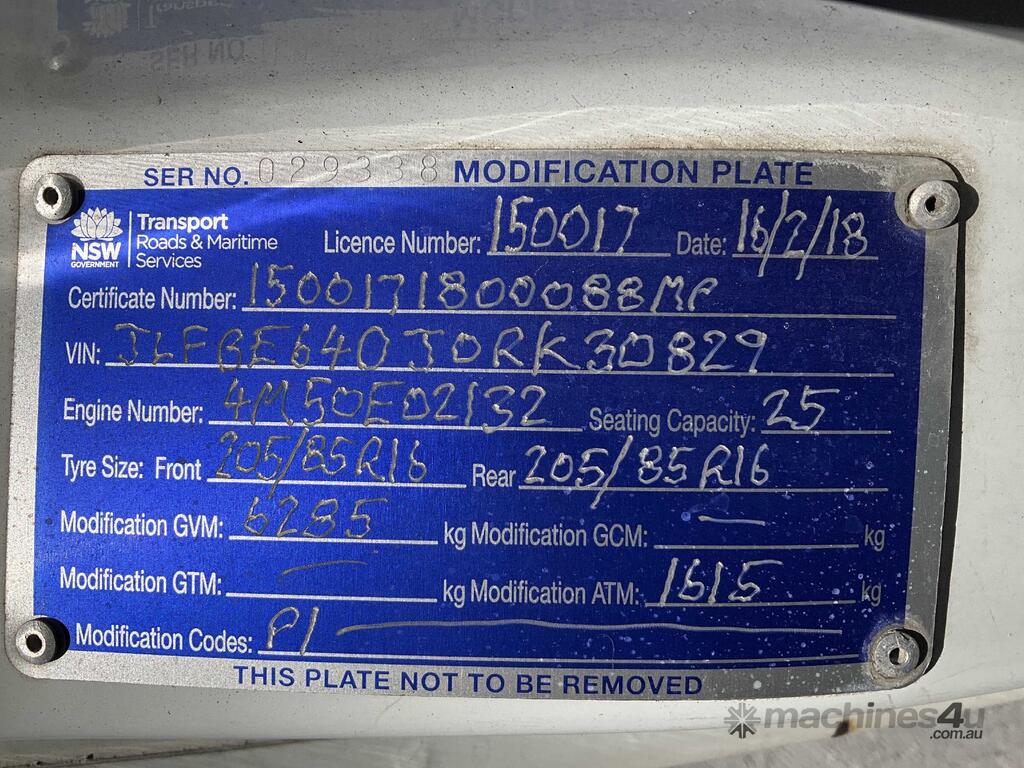 SER NO. 029338 MODIFICATION PLATE
NSW GOVERNMENT Transport Roads & Maritime Services
Licence Number: 150017 Date: 16/2/18
Certificate Number: 1500171800088MP
VIN: JLFBE640J0RK30829
Engine Number: 4M50E02132 Seating Capacity: 25
Tyre Size: Front 205/85R16 Rear 205/85R16
Modification GVM: 6285 kg Modification GCM: — kg
Modification GTM: — kg Modification ATM: 1615 kg
Modification Codes: P1 —
THIS PLATE NOT TO BE REMOVED
machines4u
.com.au